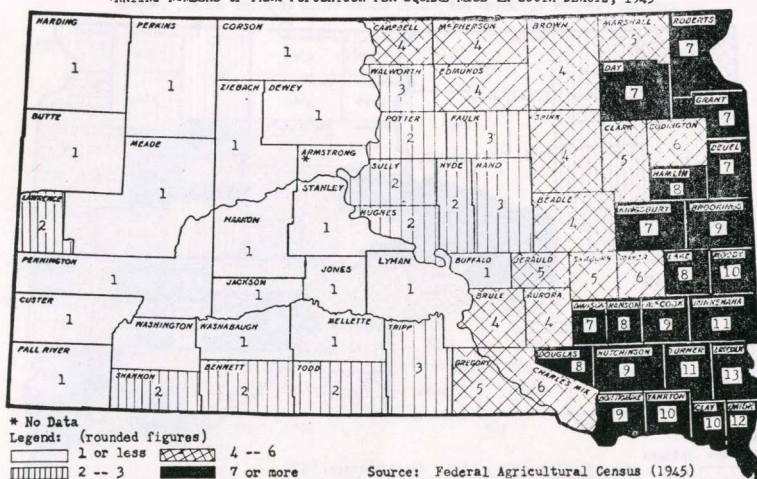 NUMBERS OF FARM POPULATION PER SQUARE MILE IN SOUTH DAKOTA, 1945
HARDING PERKINS CORSON CAMPBELL McPHERSON BROWN MARSHALL ROBERTS
1 1 1 4 4 4 5 7
ZIEBACH DEWEY WALWORTH EDMUNDS DAY
1 1 3 4 7
GRANT
7
BUTTE MEADE ARMSTRONG POTTER FAULK SPINK CLARK CODINGTON DEUEL
1 1 * 2 3 4 5 6 7
STANLEY SULLY HYDE HAND HAMLIN
1 2 2 3 8
LAWRENCE HAAKON HUGHES BEADLE KINGSBURY BROOKINGS
2 1 2 4 7 9
PENNINGTON JACKSON JONES LYMAN BUFFALO JERAULD SANBORN MINER LAKE MOODY
1 1 1 1 1 5 5 8 10
CUSTER WASHINGTON WASHABAUGH MELLETTE TRIPP BRULE AURORA DAVISON HANSON McCOOK MINNEHAHA
1 1 1 1 3 4 4 7 8 9 11
FALL RIVER SHANNON BENNETT TODD GREGORY CHARLES MIX DOUGLAS HUTCHINSON TURNER LINCOLN
1 2 2 2 5 6 8 9 11 13
BON HOMME YANKTON CLAY UNION
9 10 10 12
* No Data
Legend: (rounded figures)
1 or less 4 -- 6
2 -- 3 7 or more Source: Federal Agricultural Census (1945)